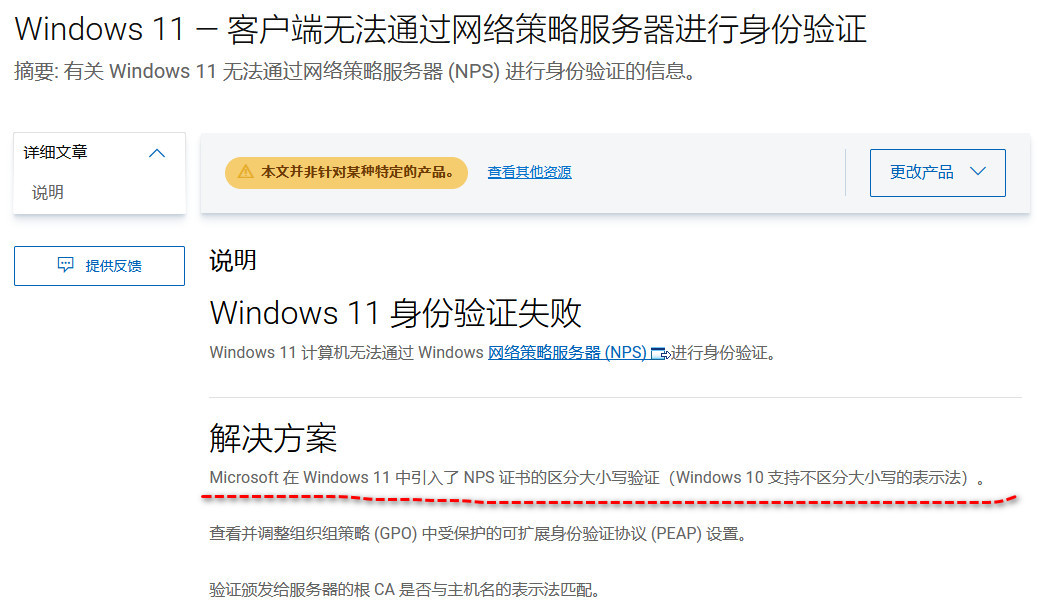 Windows 11 — 客户端无法通过网络策略服务器进行身份验证
摘要: 有关 Windows 11 无法通过网络策略服务器 (NPS) 进行身份验证的信息。
详细文章
说明
提供反馈
本文并非针对某种特定的产品。
查看其他资源
更改产品
说明
Windows 11 身份验证失败
Windows 11 计算机无法通过 Windows 网络策略服务器 (NPS) 进行身份验证。
解决方案
Microsoft 在 Windows 11 中引入了 NPS 证书的区分大小写验证（Windows 10 支持不区分大小写的表示法）。
查看并调整组织组策略 (GPO) 中受保护的可扩展身份验证协议 (PEAP) 设置。
验证颁发给服务器的根 CA 是否与主机名的表示法匹配。